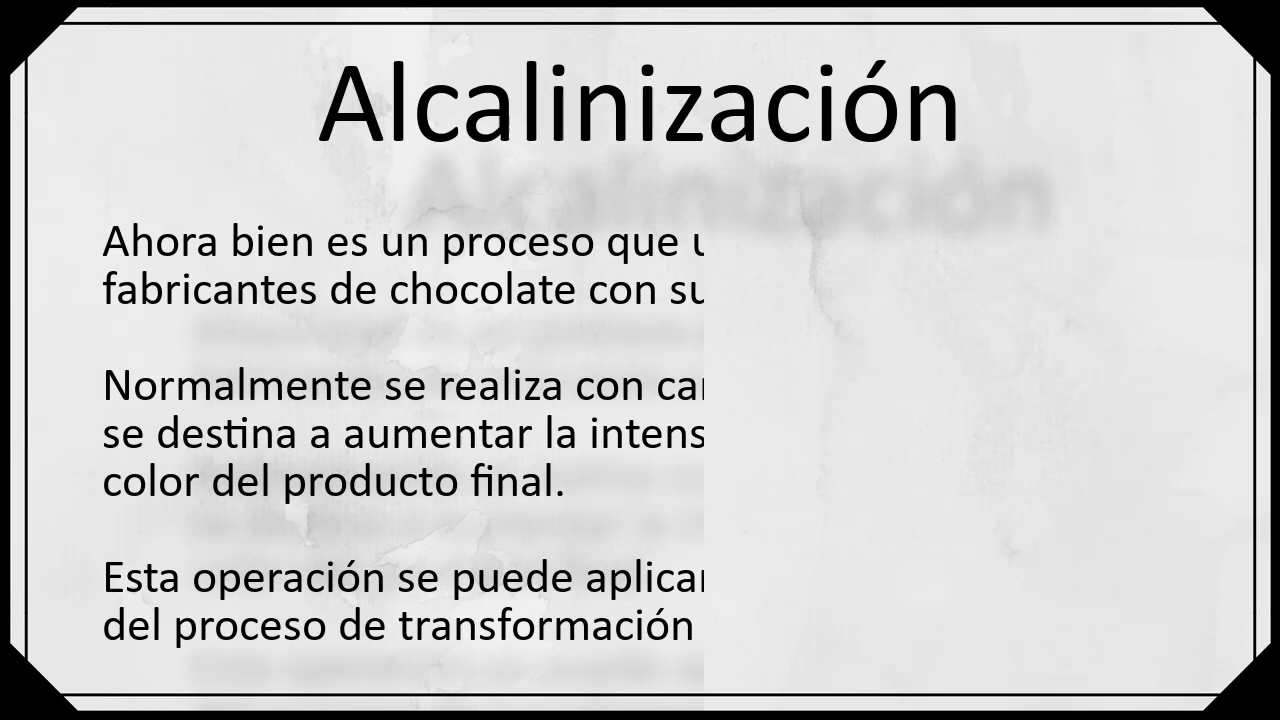 Alcalinización
Ahora bien es un proceso que
fabricantes de chocolate con
Normalmente se realiza con
se destina a aumentar la
color del producto final.
Esta operación se puede
del proceso de transformación